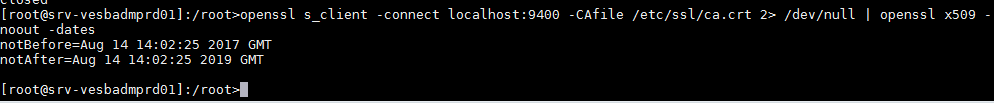 closed
[root@srv-vesbadmprd01]:/root>openssl s_client -connect localhost:9400 -CAfile /etc/ssl/ca.crt 2> /dev/null | openssl x509 -
noout -dates
notBefore=Aug 14 14:02:25 2017 GMT
notAfter=Aug 14 14:02:25 2019 GMT
[root@srv-vesbadmprd01]:/root>